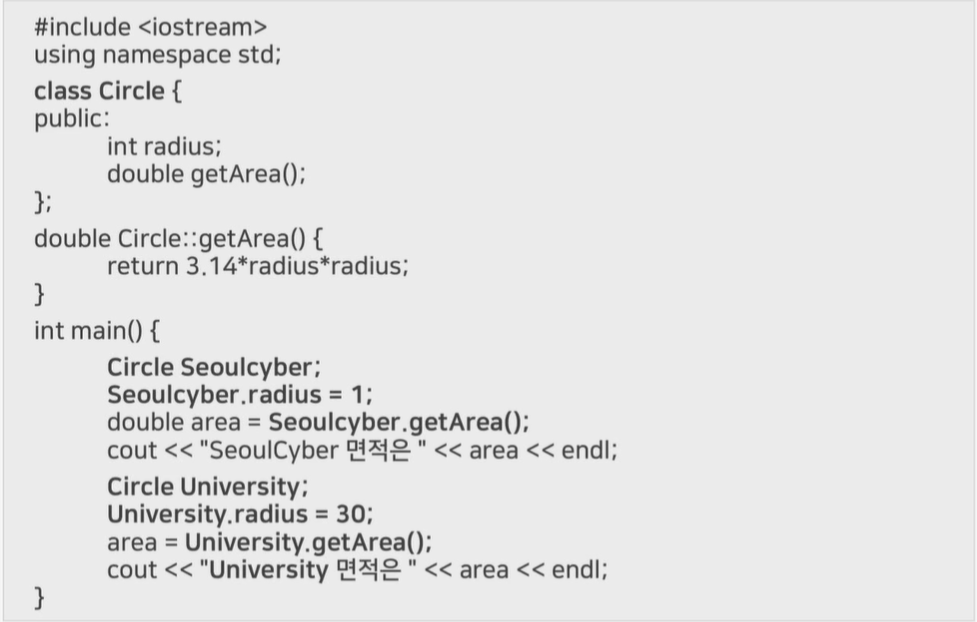 #include <iostream>
using namespace std;
class Circle {
public:
int radius;
double getArea();
};
double Circle::getArea() {
return 3.14*radius*radius;
}
int main() {
Circle Seoulcyber;
Seoulcyber.radius = 1;
double area = Seoulcyber.getArea();
cout << "SeoulCyber 면적은 " << area << endl;
Circle University;
University.radius = 30;
area = University.getArea();
cout << "University 면적은 " << area << endl;
}